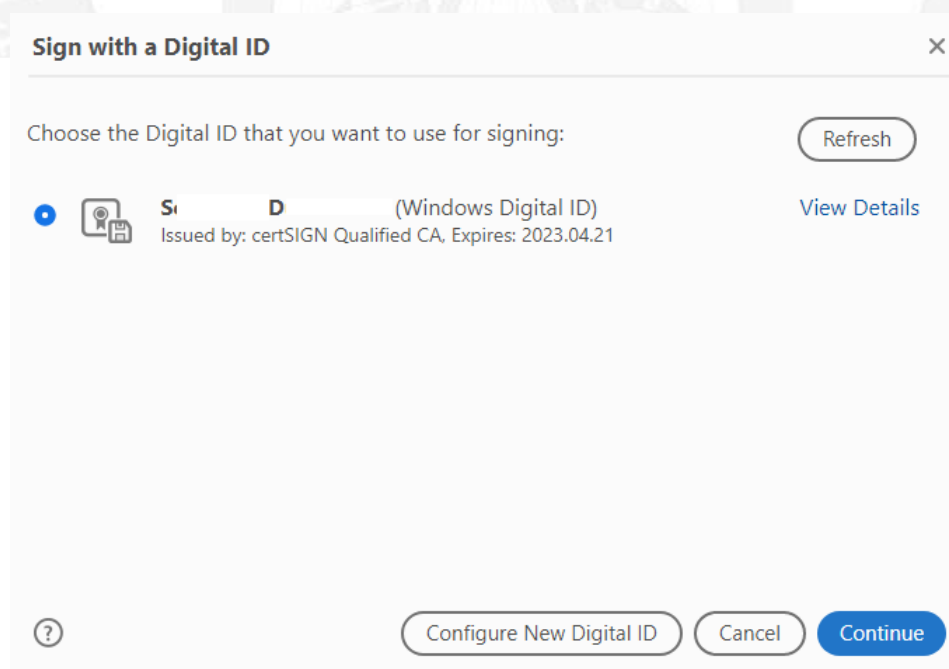 Sign with a Digital ID
Choose the Digital ID that you want to use for signing:
Refresh
S D (Windows Digital ID)
View Details
Issued by: certSIGN Qualified CA, Expires: 2023.04.21
Configure New Digital ID
Cancel
Continue